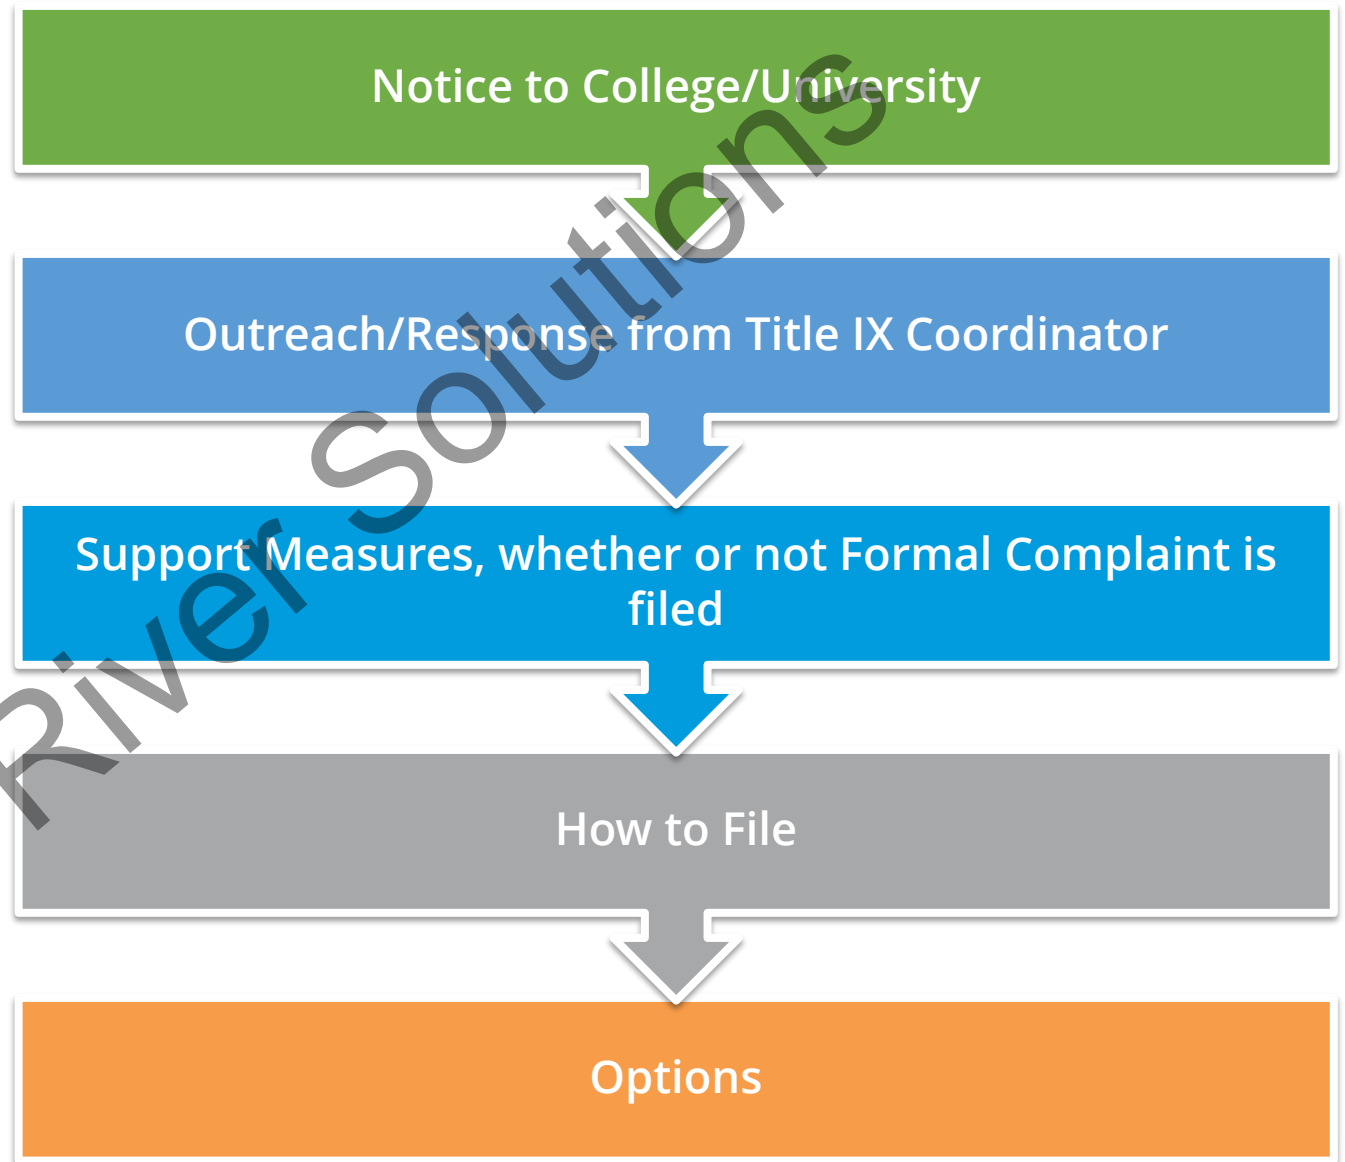 Notice to College/University
Outreach/Response from Title IX Coordinator
Support Measures, whether or not Formal Complaint is
filed
How to File
Options
River Solutions